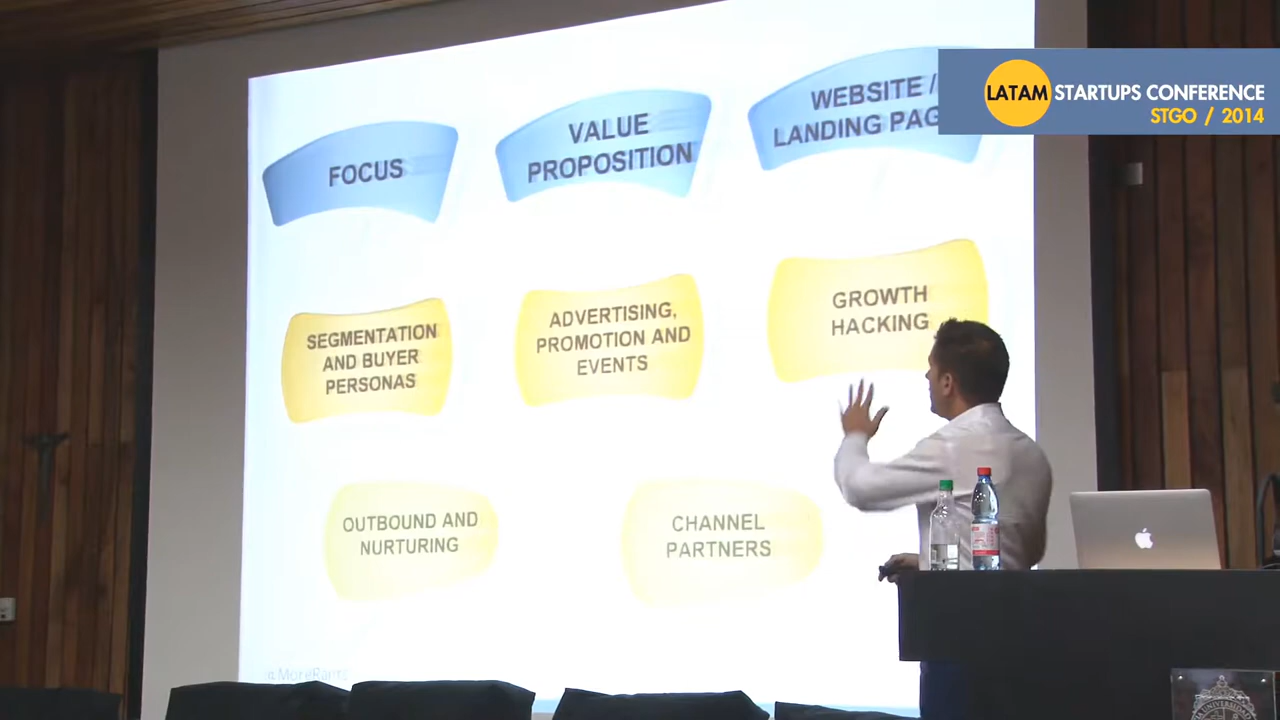 LATAM STARTUPS CONFERENCE
STGO / 2014
FOCUS
VALUE
PROPOSITION
WEBSITE /
LANDING PAG
SEGMENTATION
AND BUYER
PERSONAS
ADVERTISING,
PROMOTION AND
EVENTS
GROWTH
HACKING
OUTBOUND AND
NURTURING
CHANNEL
PARTNERS